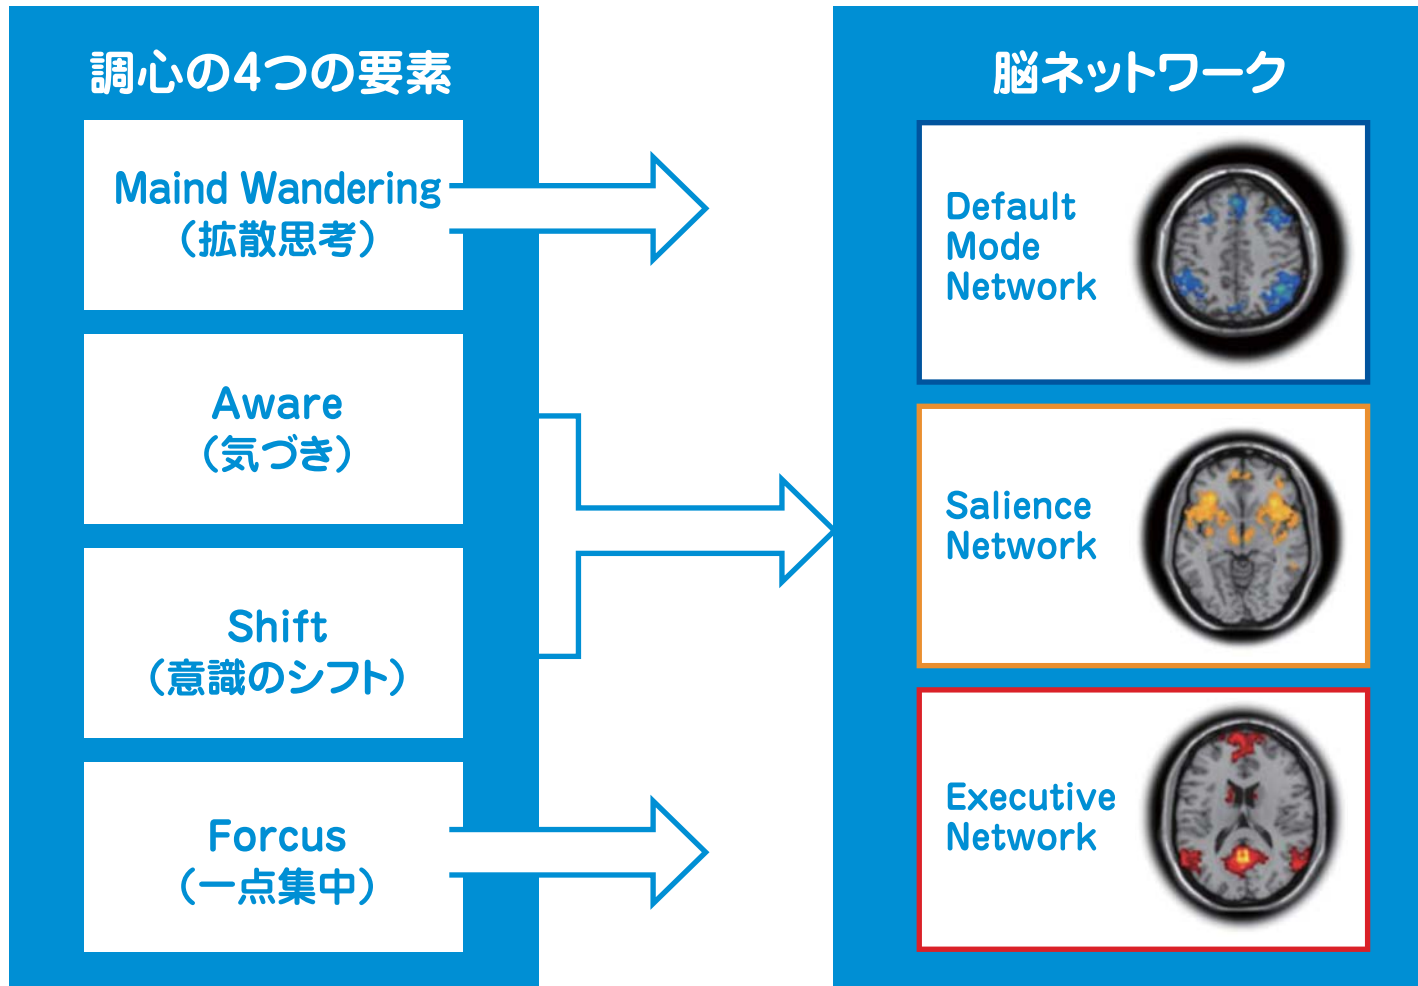 調心の4つの要素
Maind Wandering
（拡散思考）
Aware
（気づき）
Shift
（意識のシフト）
Forcus
（一点集中）
脳ネットワーク
Default
Mode
Network
Salience
Network
Executive
Network